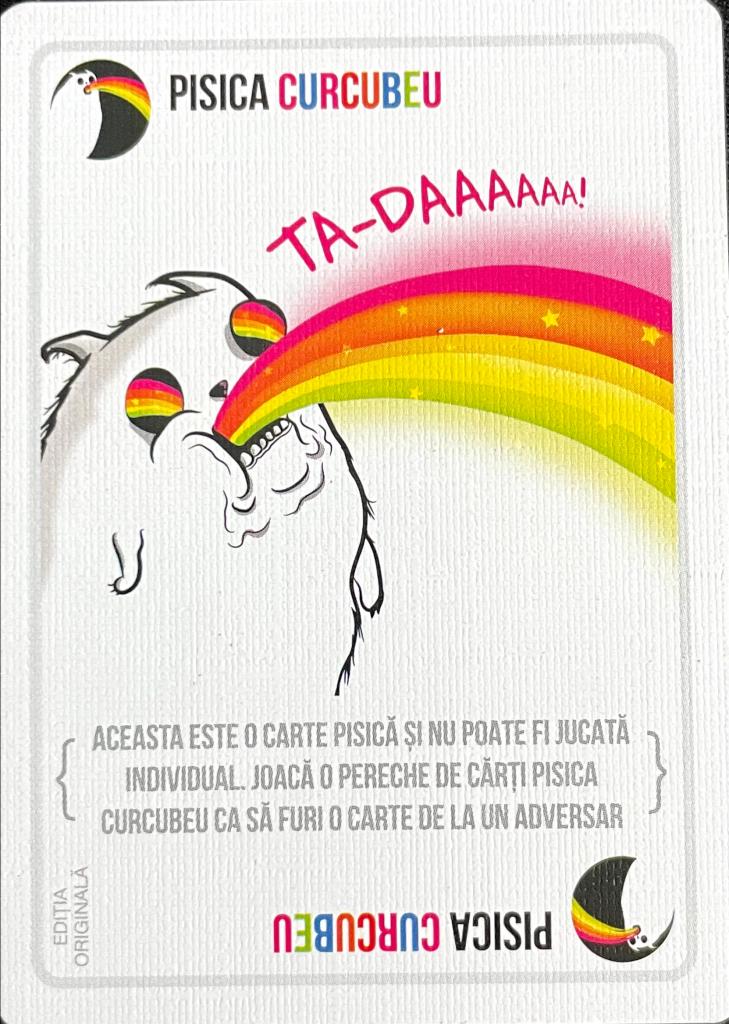 PISICA CURCUBEU
TA-DAAAAAAA!
ACEASTA ESTE O CARTE PISICĂ ȘI NU POATE FI JUCATĂ
INDIVIDUAL. JOACĂ O PERECHE DE CĂRȚI PISICA
CURCUBEU CA SĂ FURI O CARTE DE LA UN ADVERSAR
EDIȚIA
ORIGINALĂ
PISICA CURCUBEU